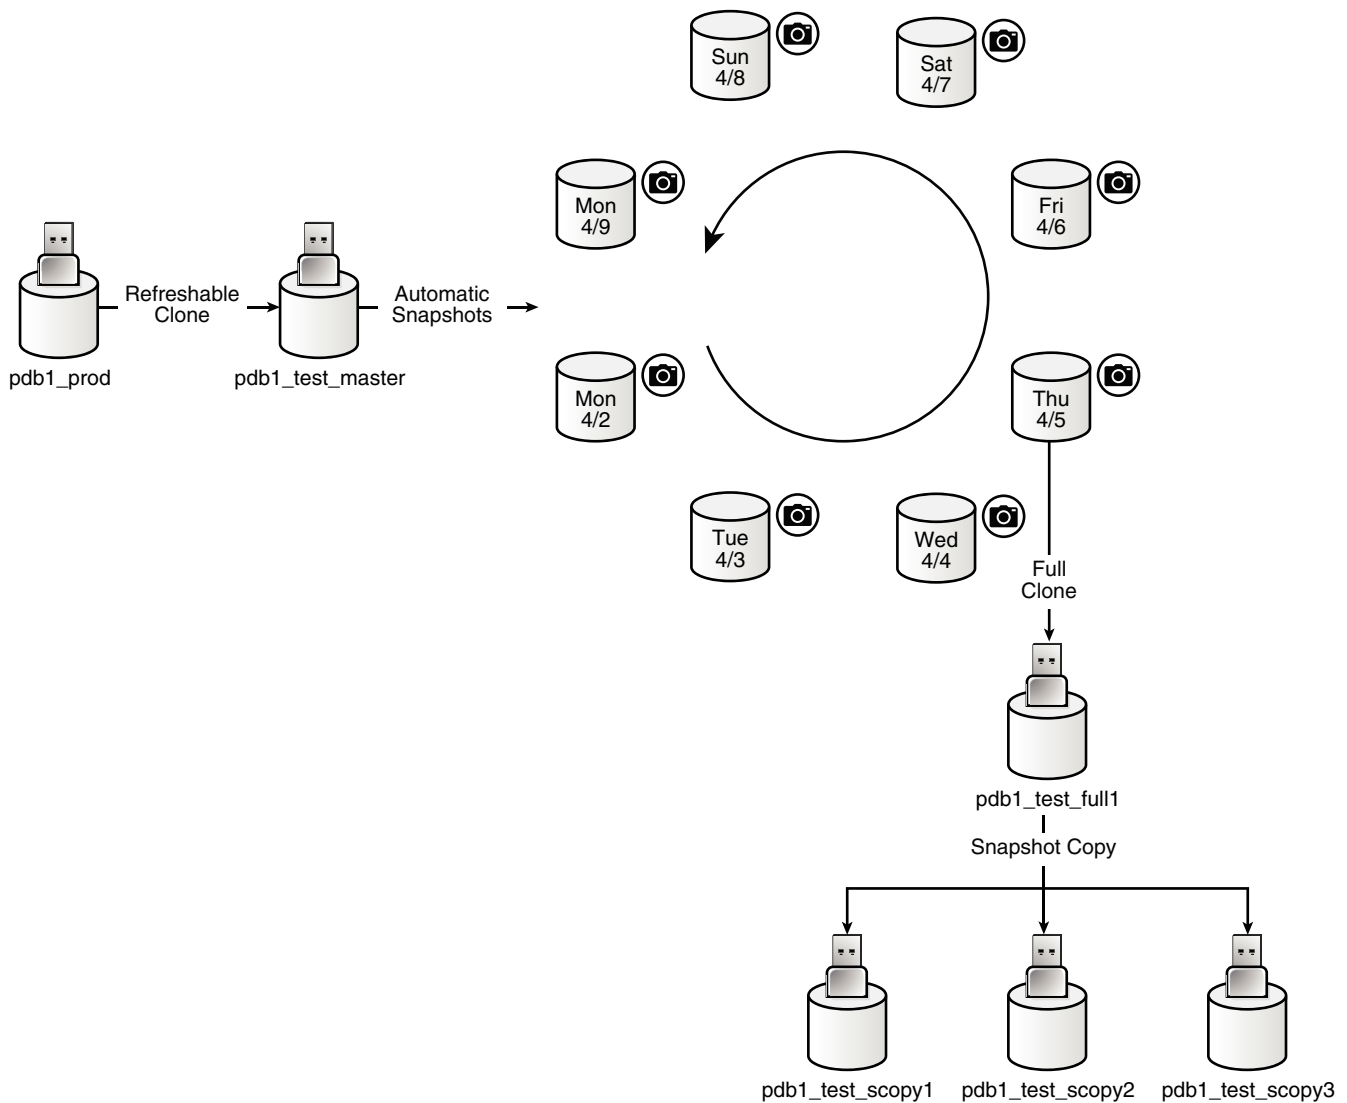 Sun
4/8
Sat
4/7
Mon
4/9
Fri
4/6
Refreshable
Clone
Automatic
Snapshots
pdb1_prod
pdb1_test_master
Mon
4/2
Thu
4/5
Tue
4/3
Wed
4/4
Full
Clone
pdb1_test_full1
Snapshot Copy
pdb1_test_scopy1
pdb1_test_scopy2
pdb1_test_scopy3